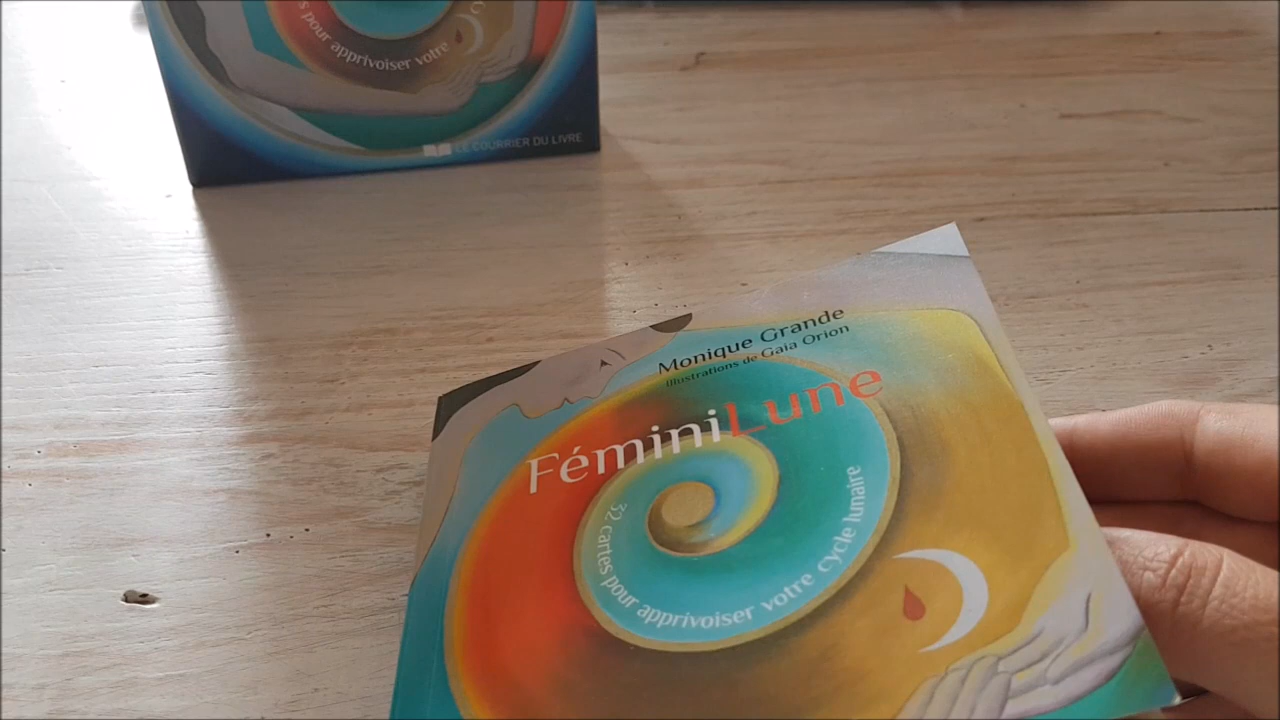 s pour apprivoiser votre
LE COURRIER DU LIVRE
Monique Grande
Illustrations de Gaia Orion
FéminiLune
32 cartes pour apprivoiser votre cycle lunaire